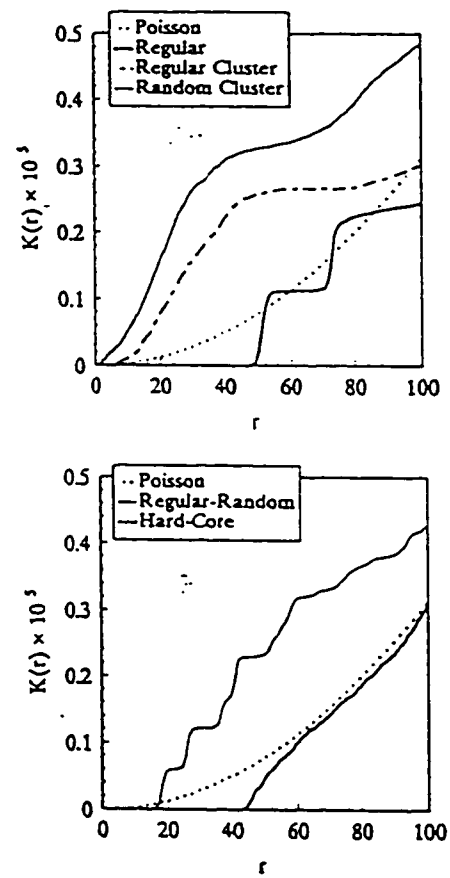 Poisson
Regular
Regular Cluster
Random Cluster
0.5
0.4
0.3
0.2
0.1
0
K(r) × 10⁵
0 20 40 60 80 100
r
Poisson
Regular-Random
Hard-Core
0.5
0.4
0.3
0.2
0.1
0
K(r) × 10⁵
0 20 40 60 80 100
r